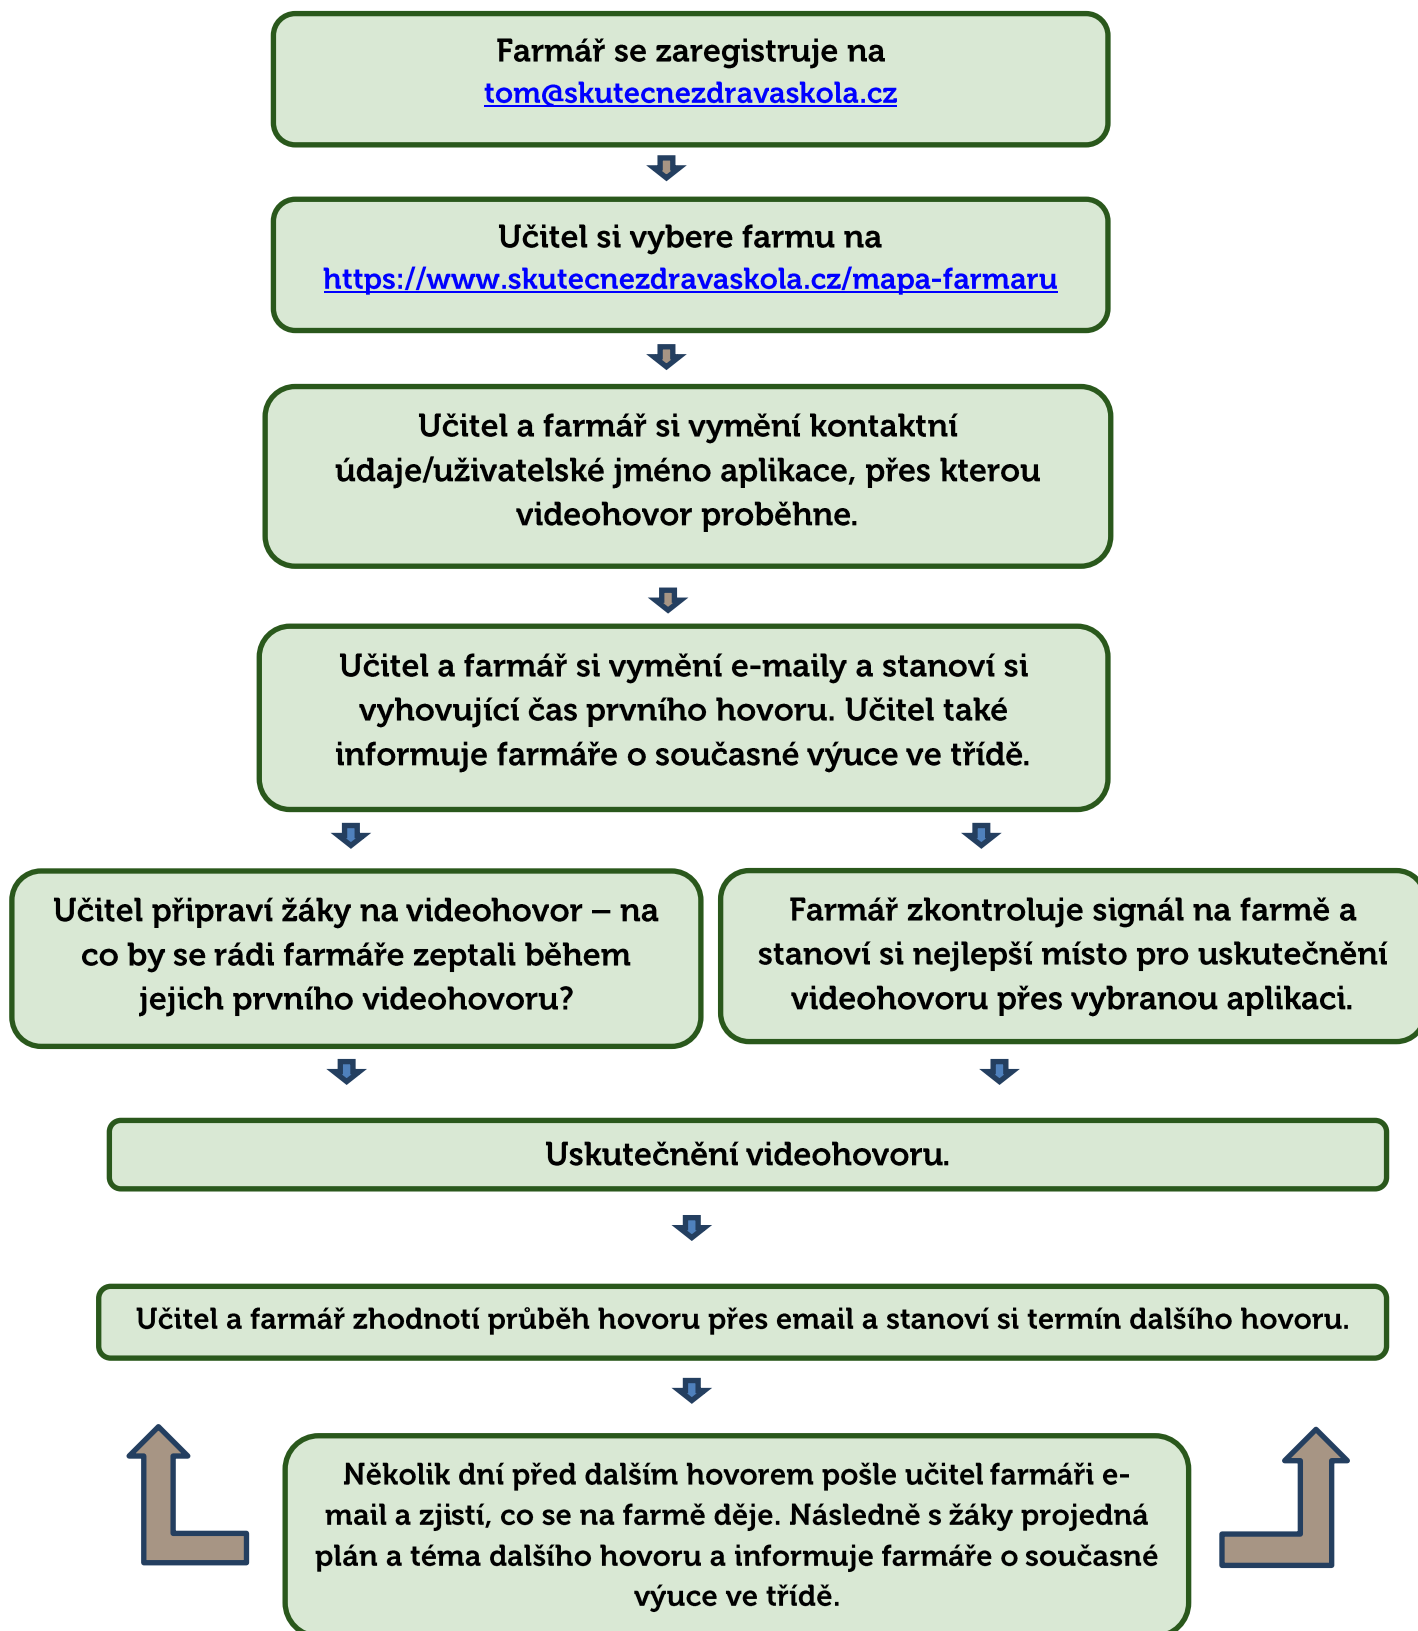 Farmář se zaregistruje na
tom@skutecnezdravaskola.cz
Učitel si vybere farmu na
https://www.skutecnezdravaskola.cz/mapa-farmaru
Učitel a farmář si vymění kontaktní
údaje/uživatelské jméno aplikace, přes kterou
videohovor proběhne.
Učitel a farmář si vymění e-maily a stanoví si
vyhovující čas prvního hovoru. Učitel také
informuje farmáře o současné výuce ve třídě.
Učitel připraví žáky na videohovor – na
co by se rádi farmáře zeptali během
jejich prvního videohovoru?
Farmář zkontroluje signál na farmě a
stanoví si nejlepší místo pro uskutečnění
videohovoru přes vybranou aplikaci.
Uskutečnění videohovoru.
Učitel a farmář zhodnotí průběh hovoru přes email a stanoví si termín dalšího hovoru.
Několik dní před dalším hovorem pošle učitel farmáři e-
mail a zjistí, co se na farmě děje. Následně s žáky projedná
plán a téma dalšího hovoru a informuje farmáře o současné
výuce ve třídě.